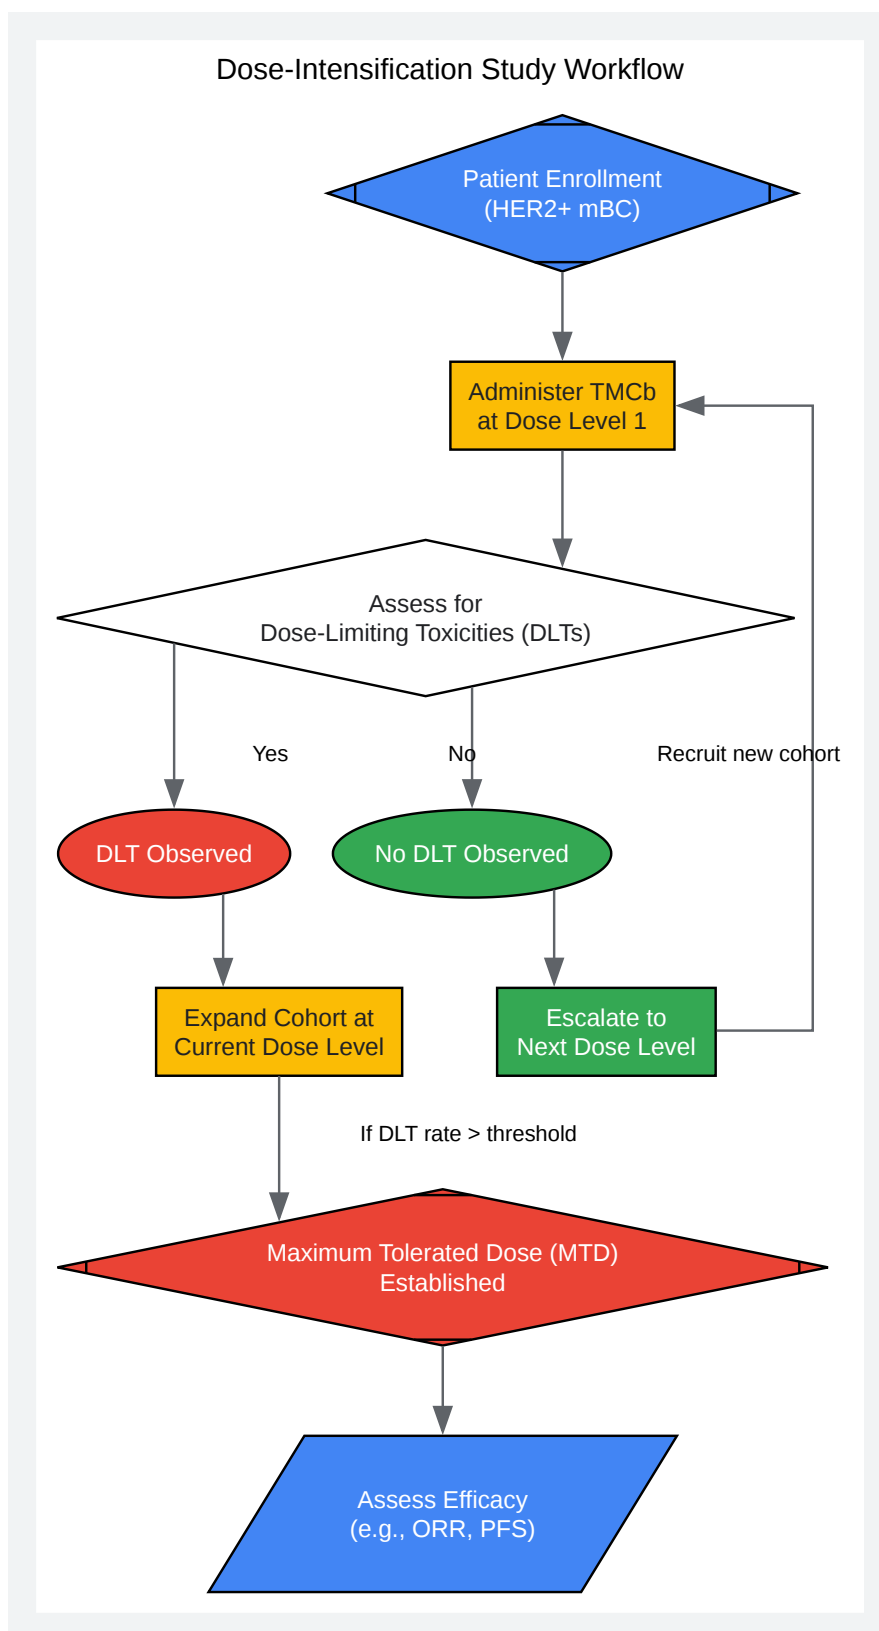 Dose-Intensification Study Workflow
Patient Enrollment
(HER2+ mBC)
Administer TMCb
at Dose Level 1
Assess for
Dose-Limiting Toxicities (DLTs)
Yes
No
Recruit new cohort
DLT Observed
No DLT Observed
Expand Cohort at
Current Dose Level
Escalate to
Next Dose Level
If DLT rate > threshold
Maximum Tolerated Dose (MTD)
Established
Assess Efficacy
(e.g., ORR, PFS)